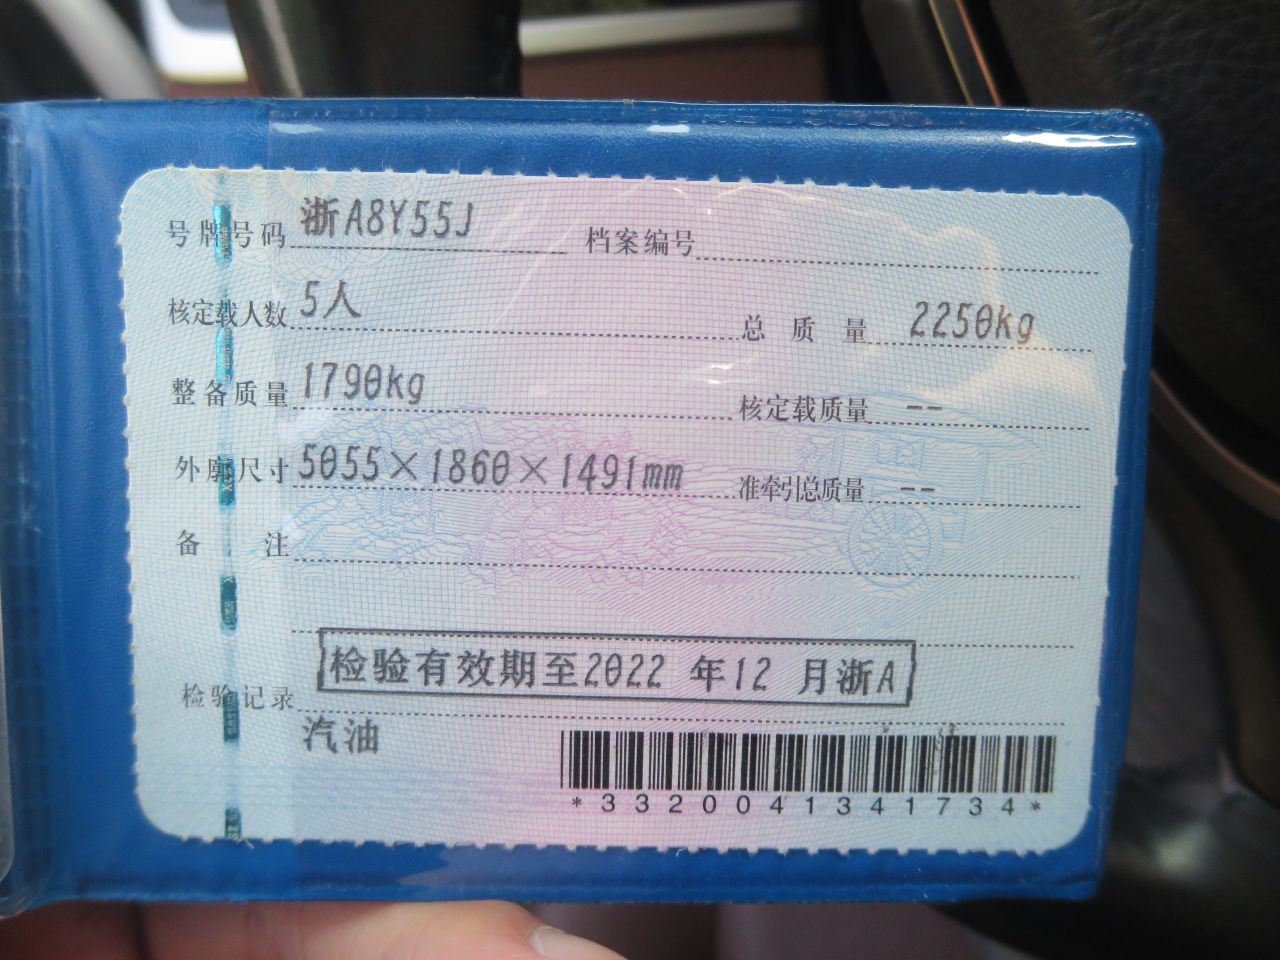 号牌号码 浙A8Y55J 档案编号
核定载人数 5人 总质量 2250kg
整备质量 1790kg 核定载质量 --
外廓尺寸 5055×1860×1491mm 准牵引总质量 --
备注
检验有效期至2022 年12 月浙A
检验记录
汽油
*3320041341734*